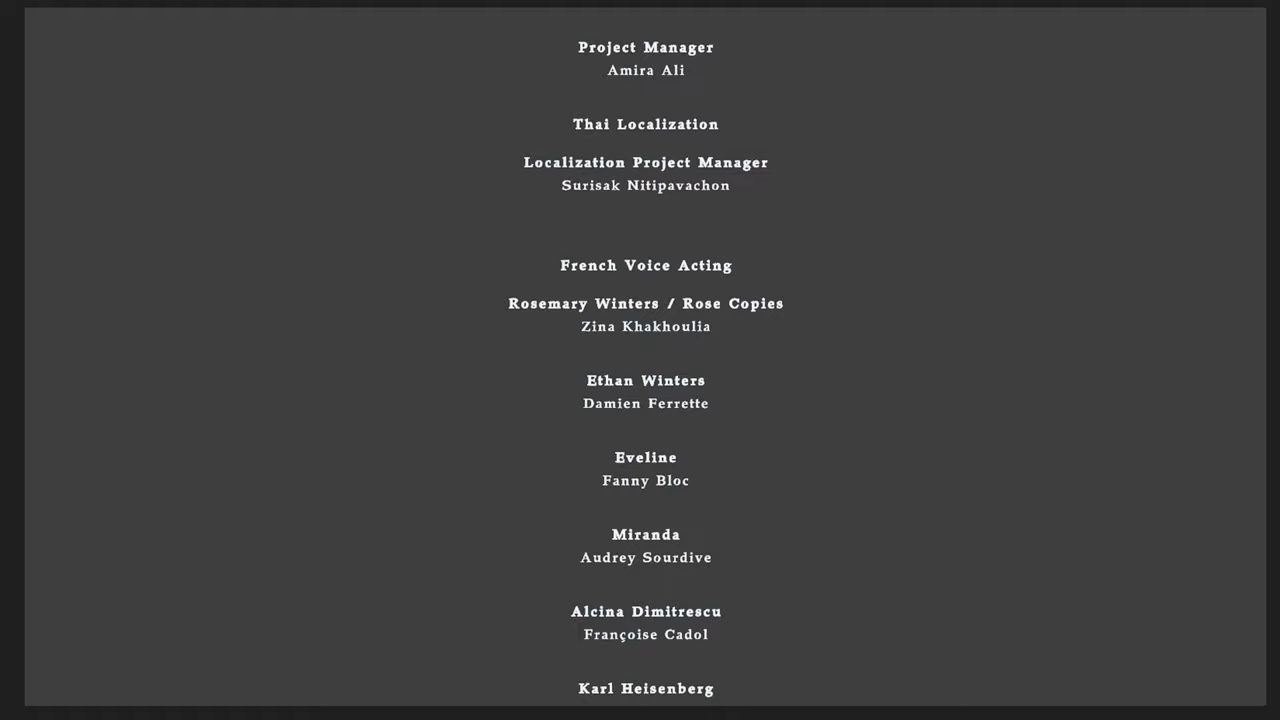 Project Manager
Amira Ali
Thai Localization
Localization Project Manager
Surisak Nitipavachon
French Voice Acting
Rosemary Winters / Rose Copies
Zina Khakhoulia
Ethan Winters
Damien Ferrette
Eveline
Fanny Bloc
Miranda
Audrey Sourdive
Alcina Dimitrescu
Françoise Cadol
Karl Heisenberg